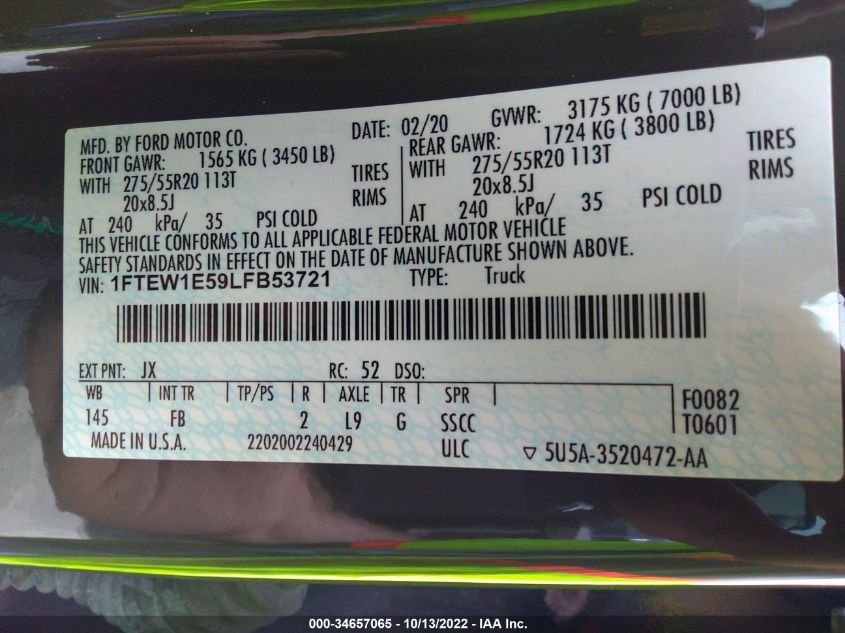 MFD. BY FORD MOTOR CO. DATE: 02/20 GVWR: 3175 KG ( 7000 LB)
FRONT GAWR: 1565 KG ( 3450 LB) REAR GAWR: 1724 KG ( 3800 LB)
WITH 275/55R20 113T TIRES WITH 275/55R20 113T TIRES
20x8.5J RIMS 20x8.5J RIMS
AT 240 kPa/ 35 PSI COLD AT 240 kPa/ 35 PSI COLD
THIS VEHICLE CONFORMS TO ALL APPLICABLE FEDERAL MOTOR VEHICLE
SAFETY STANDARDS IN EFFECT ON THE DATE OF MANUFACTURE SHOWN ABOVE.
VIN: 1FTEW1E59LFB53721 TYPE: Truck
EXT PNT: JX RC: 52 DSO:
WB INT TR TP/PS R AXLE TR SPR F0082
145 FB 2 L9 G SSCC T0601
MADE IN U.S.A. 2202002240429 ULC ▽ 5U5A-3520472-AA
000-34657065 - 10/13/2022 - IAA Inc.